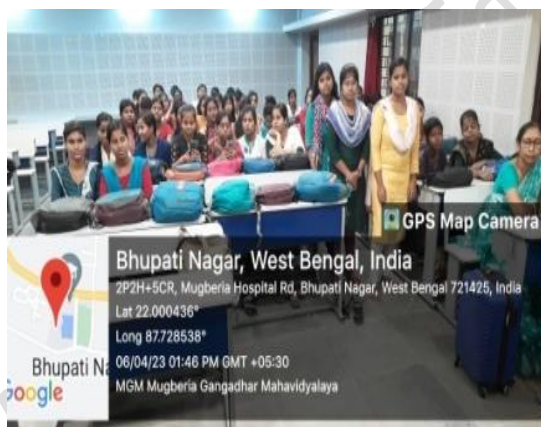 GPS Map Camera
Bhupati Nagar, West Bengal, India
2P2H+5CR, Mugberia Hospital Rd, Bhupati Nagar, West Bengal 721425, India
Lat 22.000436°
Long 87.728538°
06/04/23 01:46 PM GMT +05:30
MGM Mugberia Gangadhar Mahavidyalaya
Bhupati Na
Google